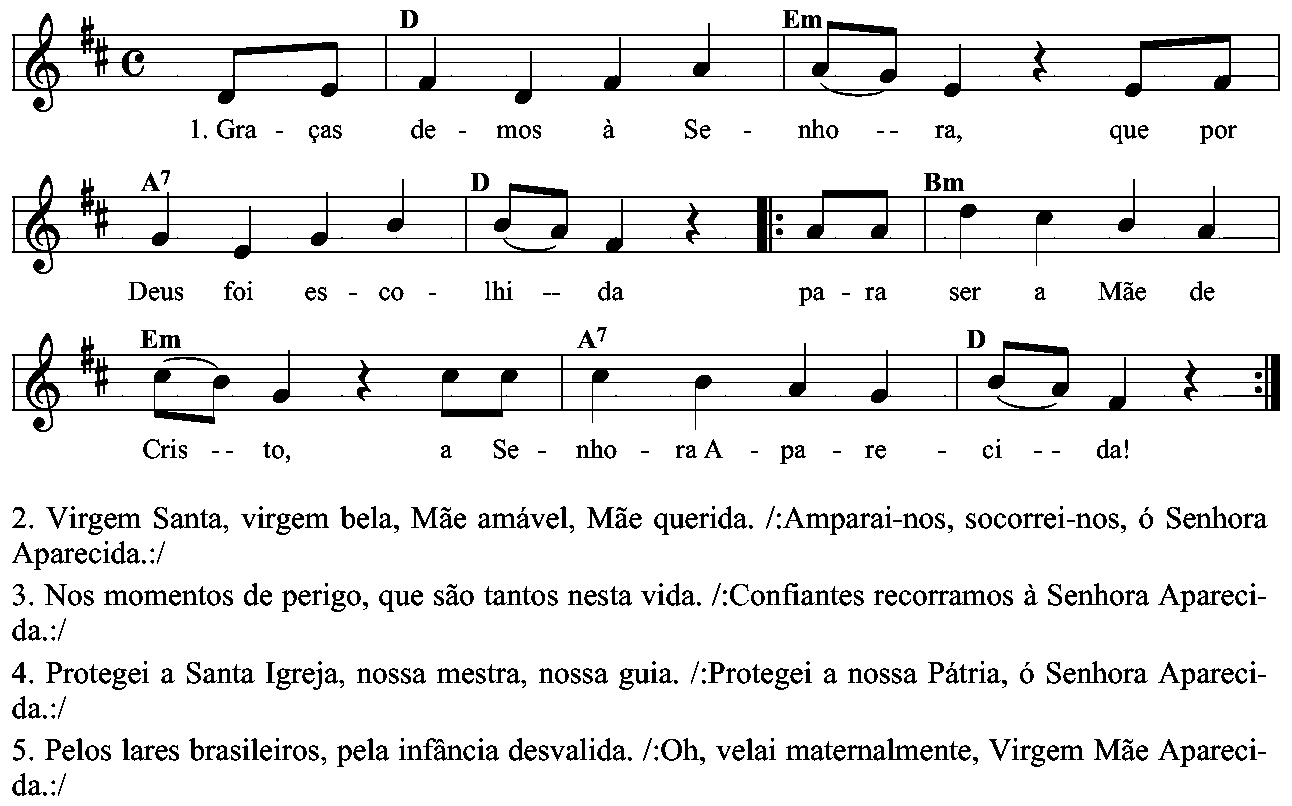 D Em
1. Gra - ças de - mos à Se - nho - - ra, que por
A7 D Bm
Deus foi es - co - lhi -- da pa - ra ser a Mãe de
Em A7 D
Cris -- to, a Se - nho - ra A - pa - re - ci - - da!
2. Virgem Santa, virgem bela, Mãe amável, Mãe querida. /:Amparai-nos, socorrei-nos, ó Senhora
Aparecida.:/
3. Nos momentos de perigo, que são tantos nesta vida. /:Confiantes recorramos à Senhora Apareci-
da.:/
4. Protegei a Santa Igreja, nossa mestra, nossa guia. /:Protegei a nossa Pátria, ó Senhora Apareci-
da.:/
5. Pelos lares brasileiros, pela infância desvalida. /:Oh, velai maternalmente, Virgem Mãe Apareci-
da.:/